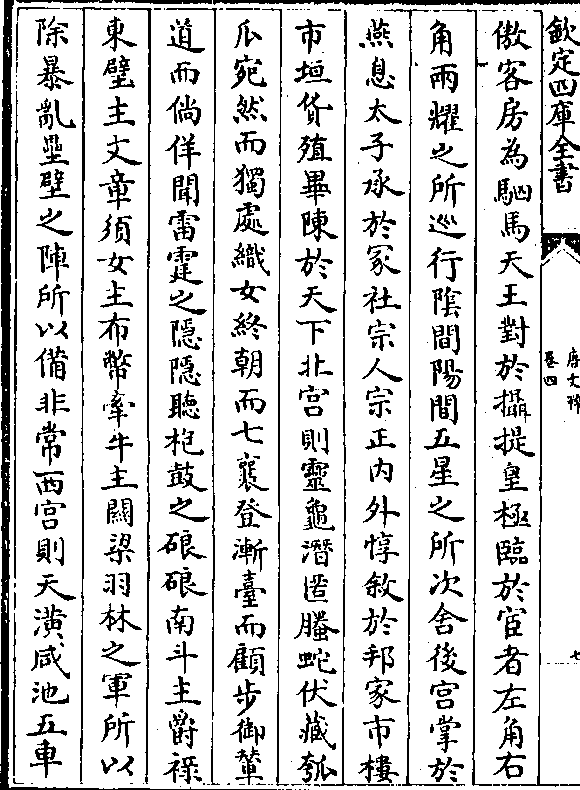 欽定四庫全書
唐文粹
卷四
七
傲客房為駟馬天王對於攝提皇極臨於宦者左角右
角兩耀之所巡行陰間陽間五星之所次舍後宮掌於
燕息太子承於冢社宗人宗正内外惇敘於邦家市樓
市垣貨殖畢陳於天下北宮則靈龜潛匿螣蛇伏藏瓠
瓜宛然而獨處織女終朝而七襄登漸臺而顧步御輦
道而倘佯聞雷霆之隱隱聽枹鼓之硠硠南斗主爵祿
東壁主文章須女主布幣牽牛主關梁羽林之軍所以
除暴亂壘壁之陣所以備非常西宮則天潢咸池五車